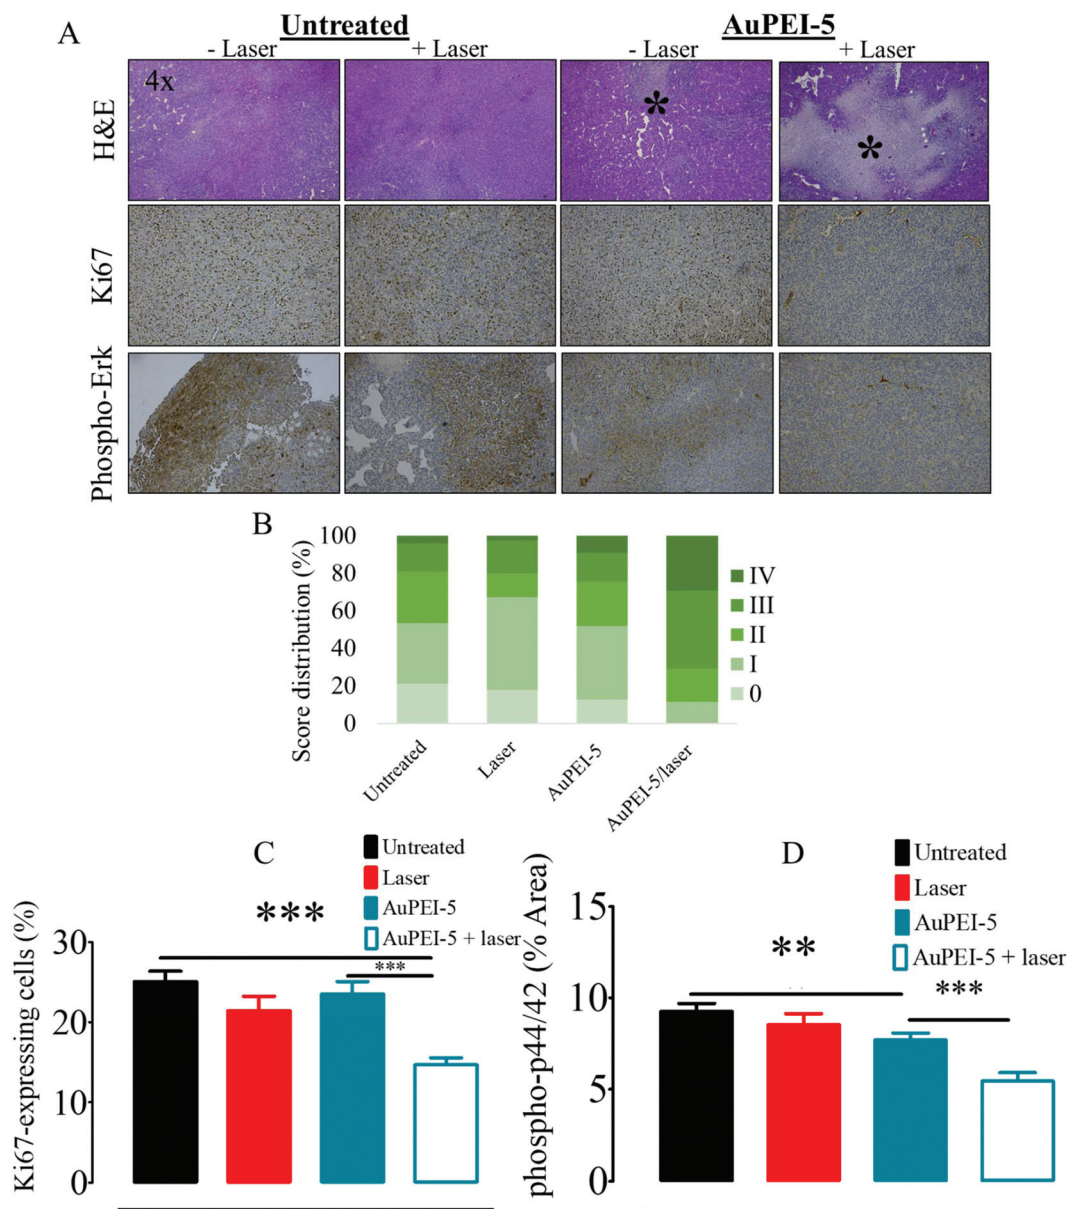 A
Untreated
AuPEI-5
- Laser
+ Laser
- Laser
+ Laser
H&E
4x
*
*
Ki67
Phospho-Erk
B
Score distribution (%)
100
80
60
40
20
0
IV
III
II
I
0
Untreated
Laser
AuPEI-5
AuPEI-5/laser
C
Untreated
Laser
AuPEI-5
AuPEI-5 + laser
Ki67-expressing cells (%)
30
20
10
0
***
***
D
Untreated
Laser
AuPEI-5
AuPEI-5 + laser
phospho-p44/42 (% Area)
15
10
5
0
**
***